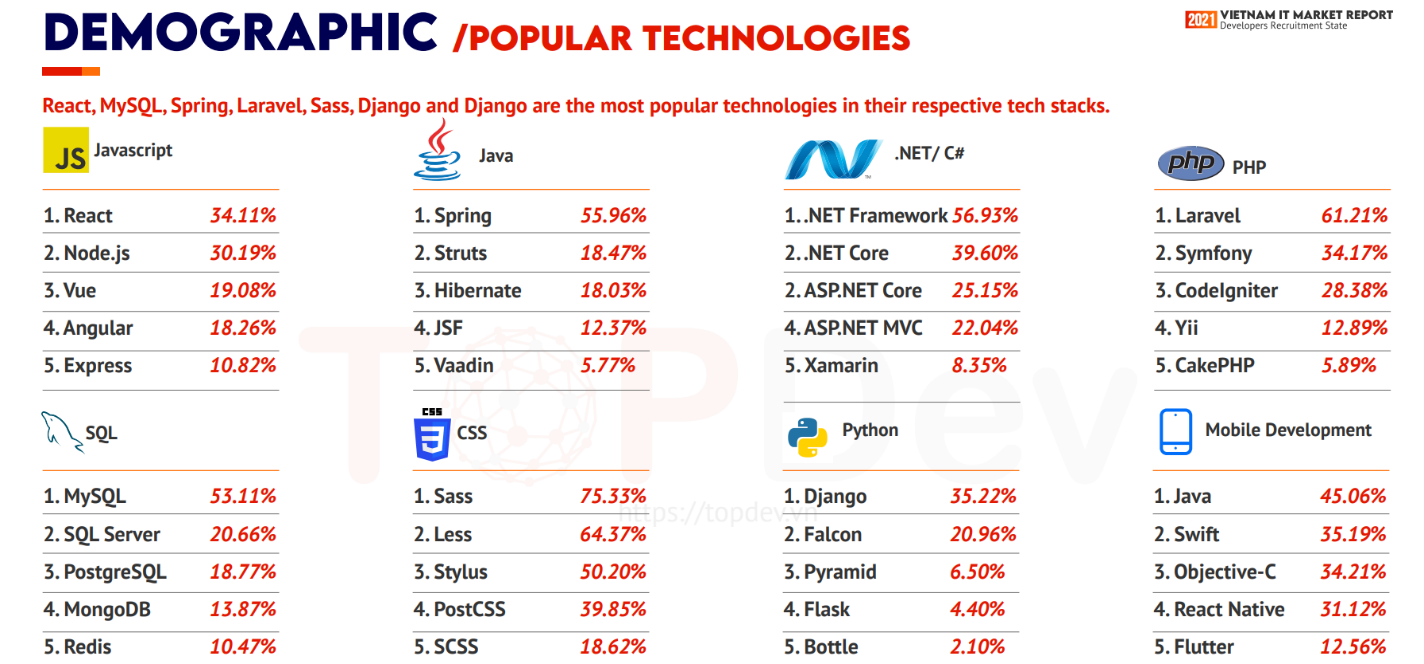 DEMOGRAPHIC /POPULAR TECHNOLOGIES
2021 VIETNAM IT MARKET REPORT
Developers Recruitment State
React, MySQL, Spring, Laravel, Sass, Django and Django are the most popular technologies in their respective tech stacks.
JS Javascript
1. React 34.11%
2. Node.js 30.19%
3. Vue 19.08%
4. Angular 18.26%
5. Express 10.82%
Java
1. Spring 55.96%
2. Struts 18.47%
3. Hibernate 18.03%
4. JSF 12.37%
5. Vaadin 5.77%
.NET/ C#
TM
1. .NET Framework 56.93%
2. .NET Core 39.60%
2. ASP.NET Core 25.15%
4. ASP.NET MVC 22.04%
5. Xamarin 8.35%
php PHP
1. Laravel 61.21%
2. Symfony 34.17%
3. CodeIgniter 28.38%
4. Yii 12.89%
5. CakePHP 5.89%
SQL
1. MySQL 53.11%
2. SQL Server 20.66%
3. PostgreSQL 18.77%
4. MongoDB 13.87%
5. Redis 10.47%
CSS
3 CSS
1. Sass 75.33%
2. Less 64.37%
3. Stylus 50.20%
4. PostCSS 39.85%
5. SCSS 18.62%
Python
1. Django 35.22%
2. Falcon 20.96%
3. Pyramid 6.50%
4. Flask 4.40%
5. Bottle 2.10%
Mobile Development
1. Java 45.06%
2. Swift 35.19%
3. Objective-C 34.21%
4. React Native 31.12%
5. Flutter 12.56%
TOPDev
https://topdev.vn